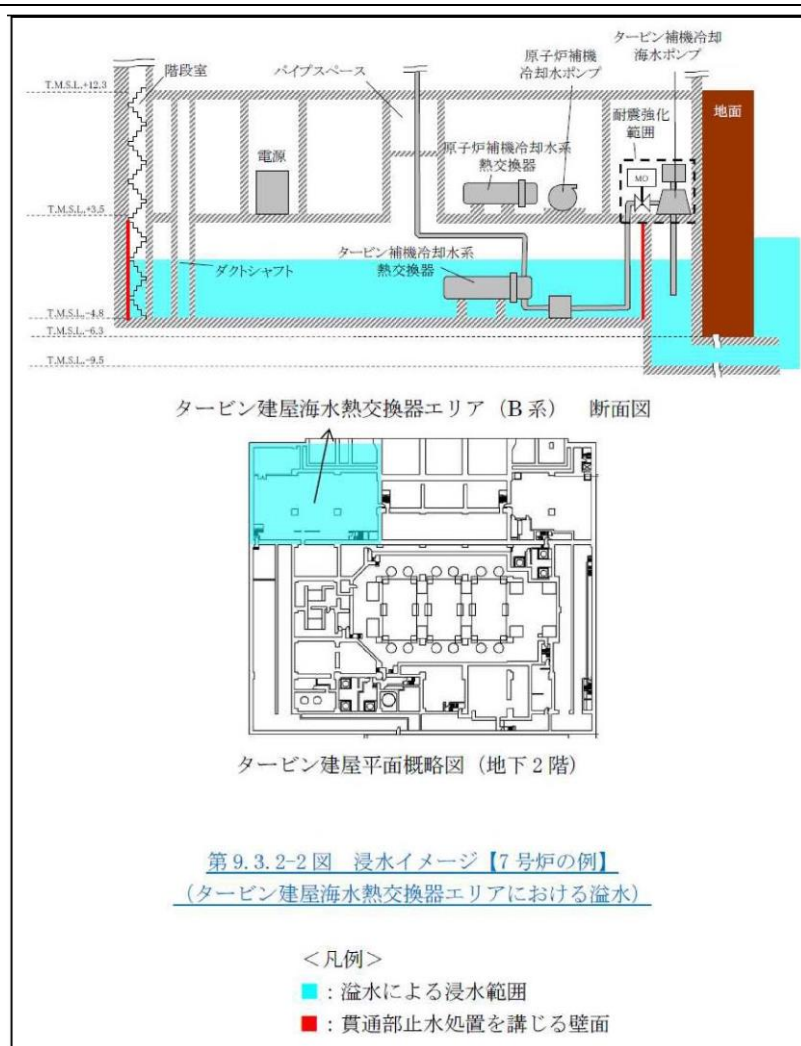 タービン補機冷却
海水ポンプ
原子炉補機
冷却水ポンプ
パイプスペース
階段室
T.M.S.L.+12.3
地面
耐震強化
範囲
電源
原子炉補機冷却水系
熱交換器
MO
T.M.S.L.+3.5
タービン補機冷却水系
熱交換器
ダクトシャフト
T.M.S.L.-4.8
T.M.S.L.-6.3
T.M.S.L.-9.5
タービン建屋海水熱交換器エリア（B系） 断面図
タービン建屋平面概略図（地下2階）
第9.3.2-2図 浸水イメージ【7号炉の例】
（タービン建屋海水熱交換器エリアにおける溢水）
＜凡例＞
■：溢水による浸水範囲
■：貫通部止水処置を講じる壁面